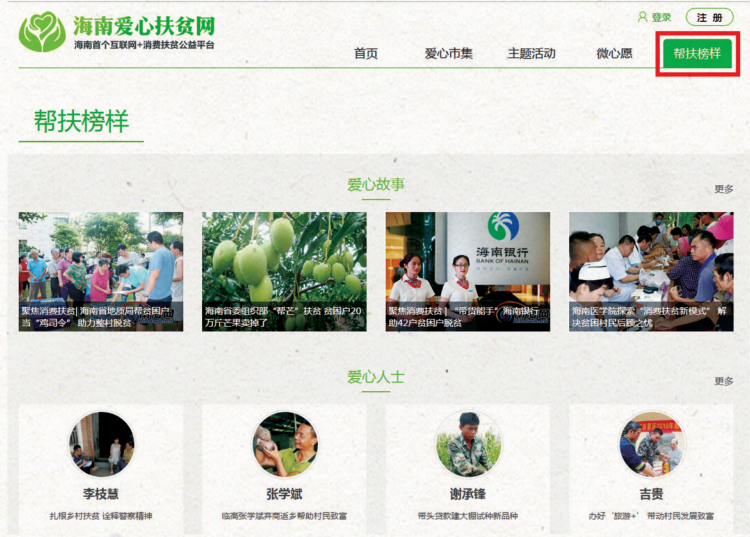 海南爱心扶贫网
海南首个互联网+消费扶贫公益平台
登录
注 册
首页
爱心市集
主题活动
微心愿
帮扶榜样
帮扶榜样
爱心故事
更多
海南银行
BANK OF HAINAN
聚焦消费扶贫| 海南省地质局帮贫困户
当“鸡司令” 助力整村脱贫
海南省委组织部“帮芒”扶贫 贫困户20
万斤芒果卖掉了
聚焦消费扶贫 | “带货能手”海南银行
助42户贫困户脱贫
海南医学院探索“消费扶贫新模式” 解
决贫困村民后顾之忧
爱心人士
更多
李枝慧
扎根乡村扶贫 诠释警察精神
张学斌
临高张学斌弃商返乡帮助村民致富
谢承锋
带头贷款建大棚试种新品种
吉贵
办好‘旅游+’ 带动村民发展致富